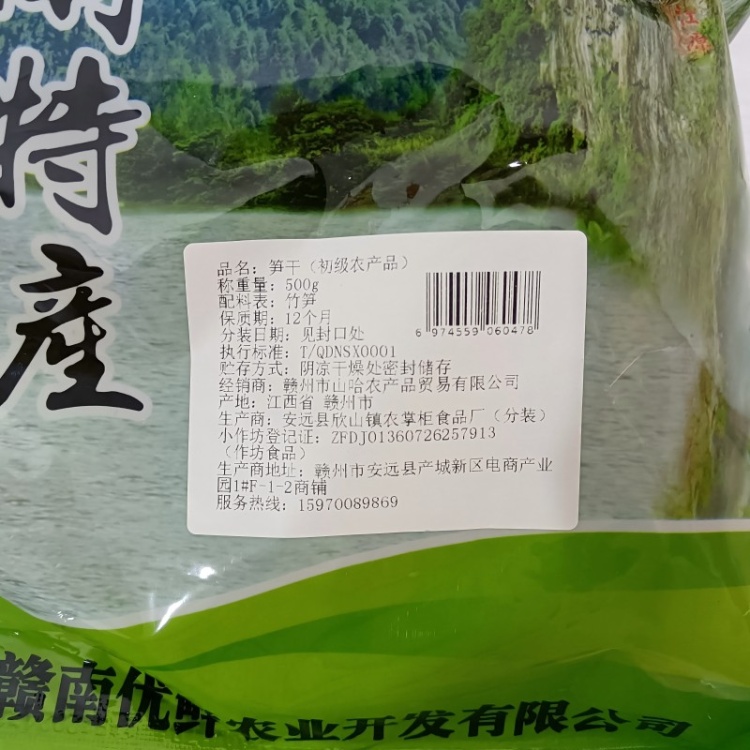 特
産
品名：笋干（初级农产品）
称重量：500g
配料表：竹笋
保质期：12个月
分装日期：见封口处
执行标准：T/QDNSX0001
贮存方式：阴凉干燥处密封储存
经销商：赣州市山哈农产品贸易有限公司
产地：江西省 赣州市
生产商：安远县欣山镇农掌柜食品厂（分装）
小作坊登记证：ZFDJO1360726257913
（作坊食品）
生产商地址：赣州市安远县产城新区电商产业
园1#F-1-2商铺
服务热线：15970089869
6 974559 060478
赣南优鲜农业开发有限公司